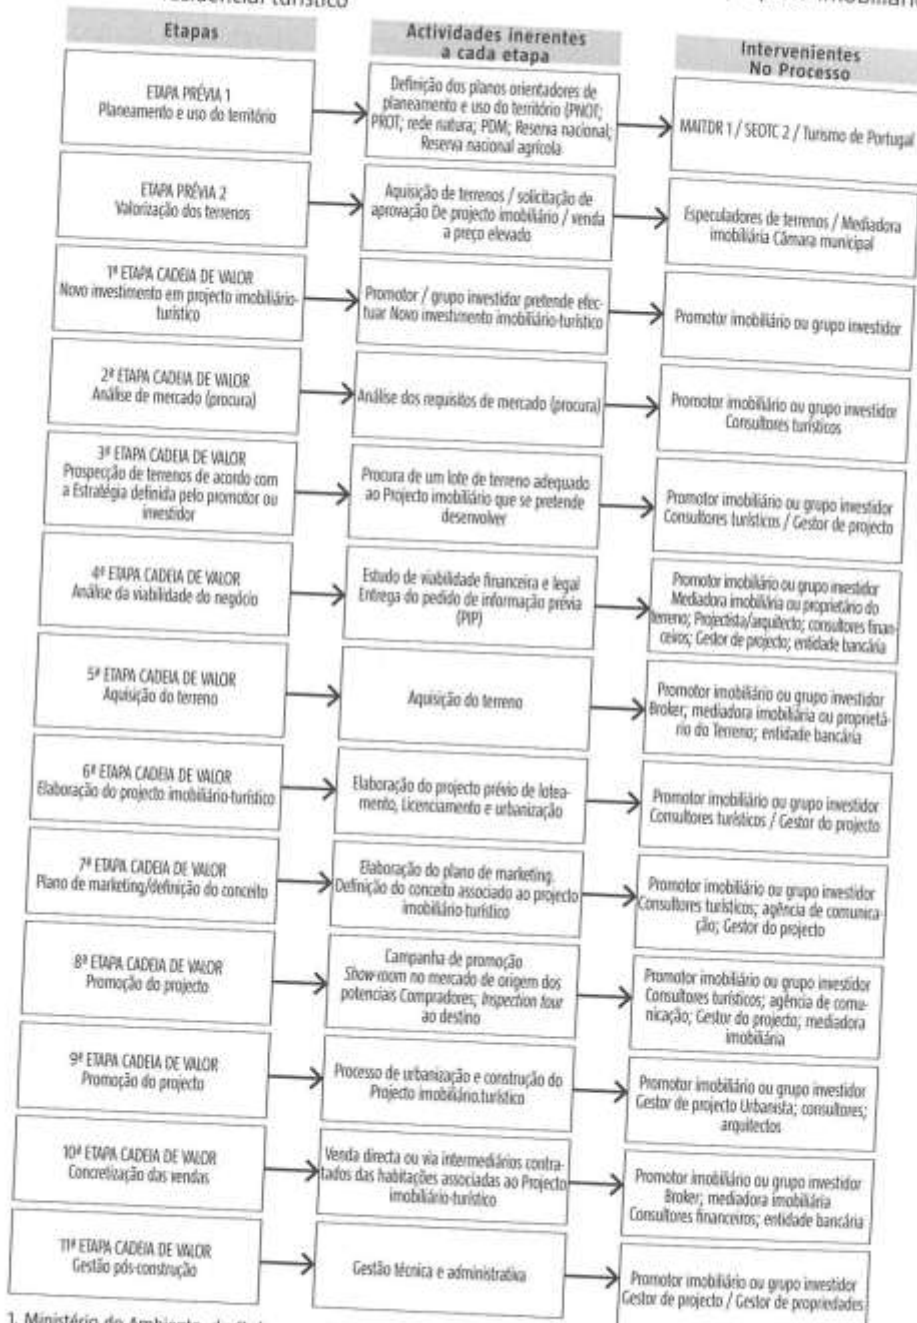 residencial turístico
Etapas
Actividades inerentes
a cada etapa
Intervenientes
No Processo
ETAPA PRÉVIA 1
Planeamento e uso do território
Definição dos planos orientadores de
planeamento e uso do território (PNOT;
PROT; rede natura; PDM; Reserva nacional;
Reserva nacional agrícola
MAITDR 1 / SEOTC 2 / Turismo de Portugal
ETAPA PRÉVIA 2
Valorização dos terrenos
Aquisição de terrenos / solicitação de
aprovação De projecto imobiliário / venda
a preço elevado
Especuladores de terrenos / Mediadora
imobiliária Câmara municipal
1ª ETAPA CADEIA DE VALOR
Novo investimento em projecto imobiliário-
turístico
Promotor / grupo investidor pretende efec-
tuar Novo investimento imobiliário-turístico
Promotor imobiliário ou grupo investidor
2ª ETAPA CADEIA DE VALOR
Análise de mercado (procura)
Análise dos requisitos de mercado (procura)
Promotor imobiliário ou grupo investidor
Consultores turísticos
3ª ETAPA CADEIA DE VALOR
Prospecção de terrenos de acordo com
a Estratégia definida pelo promotor ou
investidor
Procura de um lote de terreno adequado
ao Projecto imobiliário que se pretende
desenvolver
Promotor imobiliário ou grupo investidor
Consultores turísticos / Gestor de projecto
4ª ETAPA CADEIA DE VALOR
Análise da viabilidade do negócio
Estudo de viabilidade financeira e legal
Entrega do pedido de informação prévia
(PIP)
Promotor imobiliário ou grupo investidor
Mediadora imobiliária ou proprietário do
terreno; Projectista/arquitecto; consultores finan-
ceiros; Gestor de projecto; entidade bancária
5ª ETAPA CADEIA DE VALOR
Aquisição do terreno
Aquisição do terreno
Promotor imobiliário ou grupo investidor
Broker; mediadora imobiliária ou proprietá-
rio do Terreno; entidade bancária
6ª ETAPA CADEIA DE VALOR
Elaboração do projecto imobiliário-turístico
Elaboração do projecto prévio de lotea-
mento, Licenciamento e urbanização
Promotor imobiliário ou grupo investidor
Consultores turísticos / Gestor do projecto
7ª ETAPA CADEIA DE VALOR
Plano de marketing/definição do conceito
Elaboração do plano de marketing.
Definição do conceito associado ao projecto
imobiliário-turístico
Promotor imobiliário ou grupo investidor
Consultores turísticos; agência de comunica-
ção; Gestor do projecto
8ª ETAPA CADEIA DE VALOR
Promoção do projecto
Campanha de promoção
Show-room no mercado de origem dos
potenciais Compradores; Inspection tour
ao destino
Promotor imobiliário ou grupo investidor
Consultores turísticos; agência de comu-
nicação; Gestor do projecto; mediadora
imobiliária
9ª ETAPA CADEIA DE VALOR
Promoção do projecto
Processo de urbanização e construção do
Projecto imobiliário.turístico
Promotor imobiliário ou grupo investidor
Gestor de projecto Urbanista; consultores;
arquitectos
10ª ETAPA CADEIA DE VALOR
Concretização das vendas
Venda directa ou via intermediários contra-
tados das habitações associadas ao Projecto
imobiliário-turístico
Promotor imobiliário ou grupo investidor
Broker; mediadora imobiliária
Consultores financeiros; entidade bancária
11ª ETAPA CADEIA DE VALOR
Gestão pós-construção
Gestão técnica e administrativa
Promotor imobiliário ou grupo investidor
Gestor de projecto / Gestor de propriedades
1. Ministério do Ambiente, do